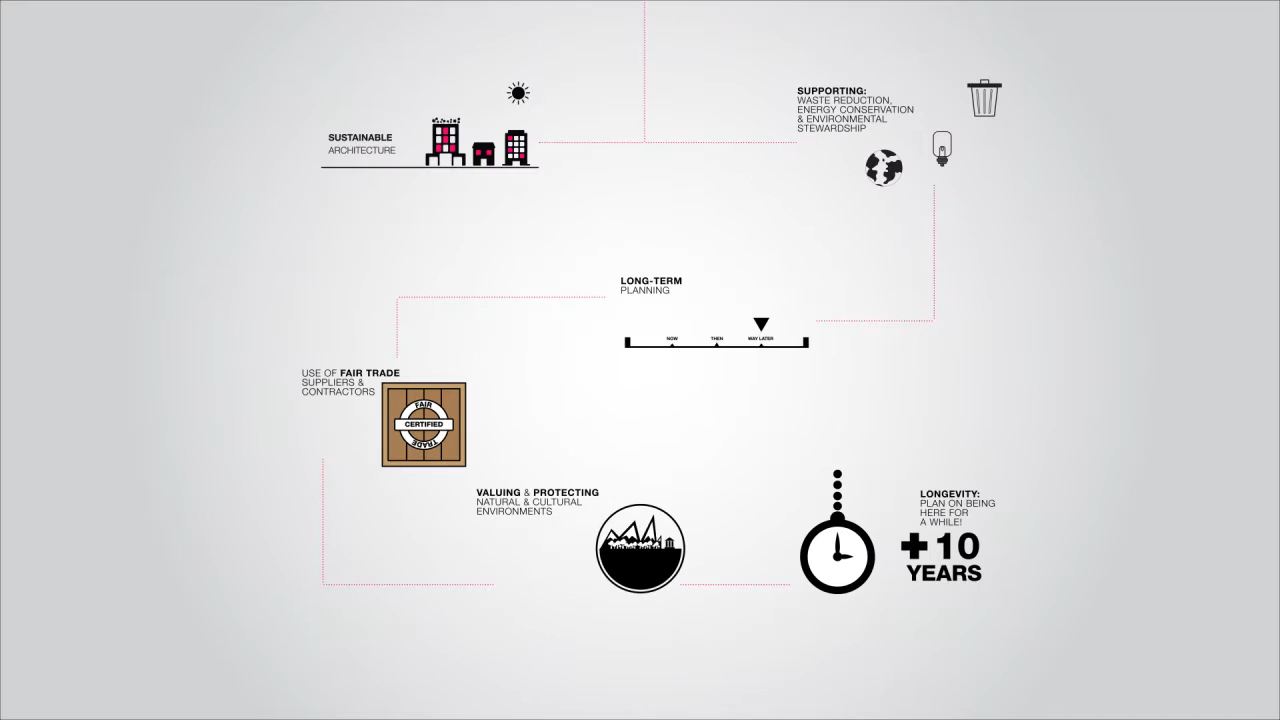 SUSTAINABLE
ARCHITECTURE
SUPPORTING:
WASTE REDUCTION,
ENERGY CONSERVATION
& ENVIRONMENTAL
STEWARDSHIP
LONG-TERM
PLANNING
NOW THEN WAY LATER
USE OF FAIR TRADE
SUPPLIERS &
CONTRACTORS
FAIR
CERTIFIED
TRADE
VALUING & PROTECTING
NATURAL & CULTURAL
ENVIRONMENTS
LONGEVITY:
PLAN ON BEING
HERE FOR
A WHILE!
+10
YEARS